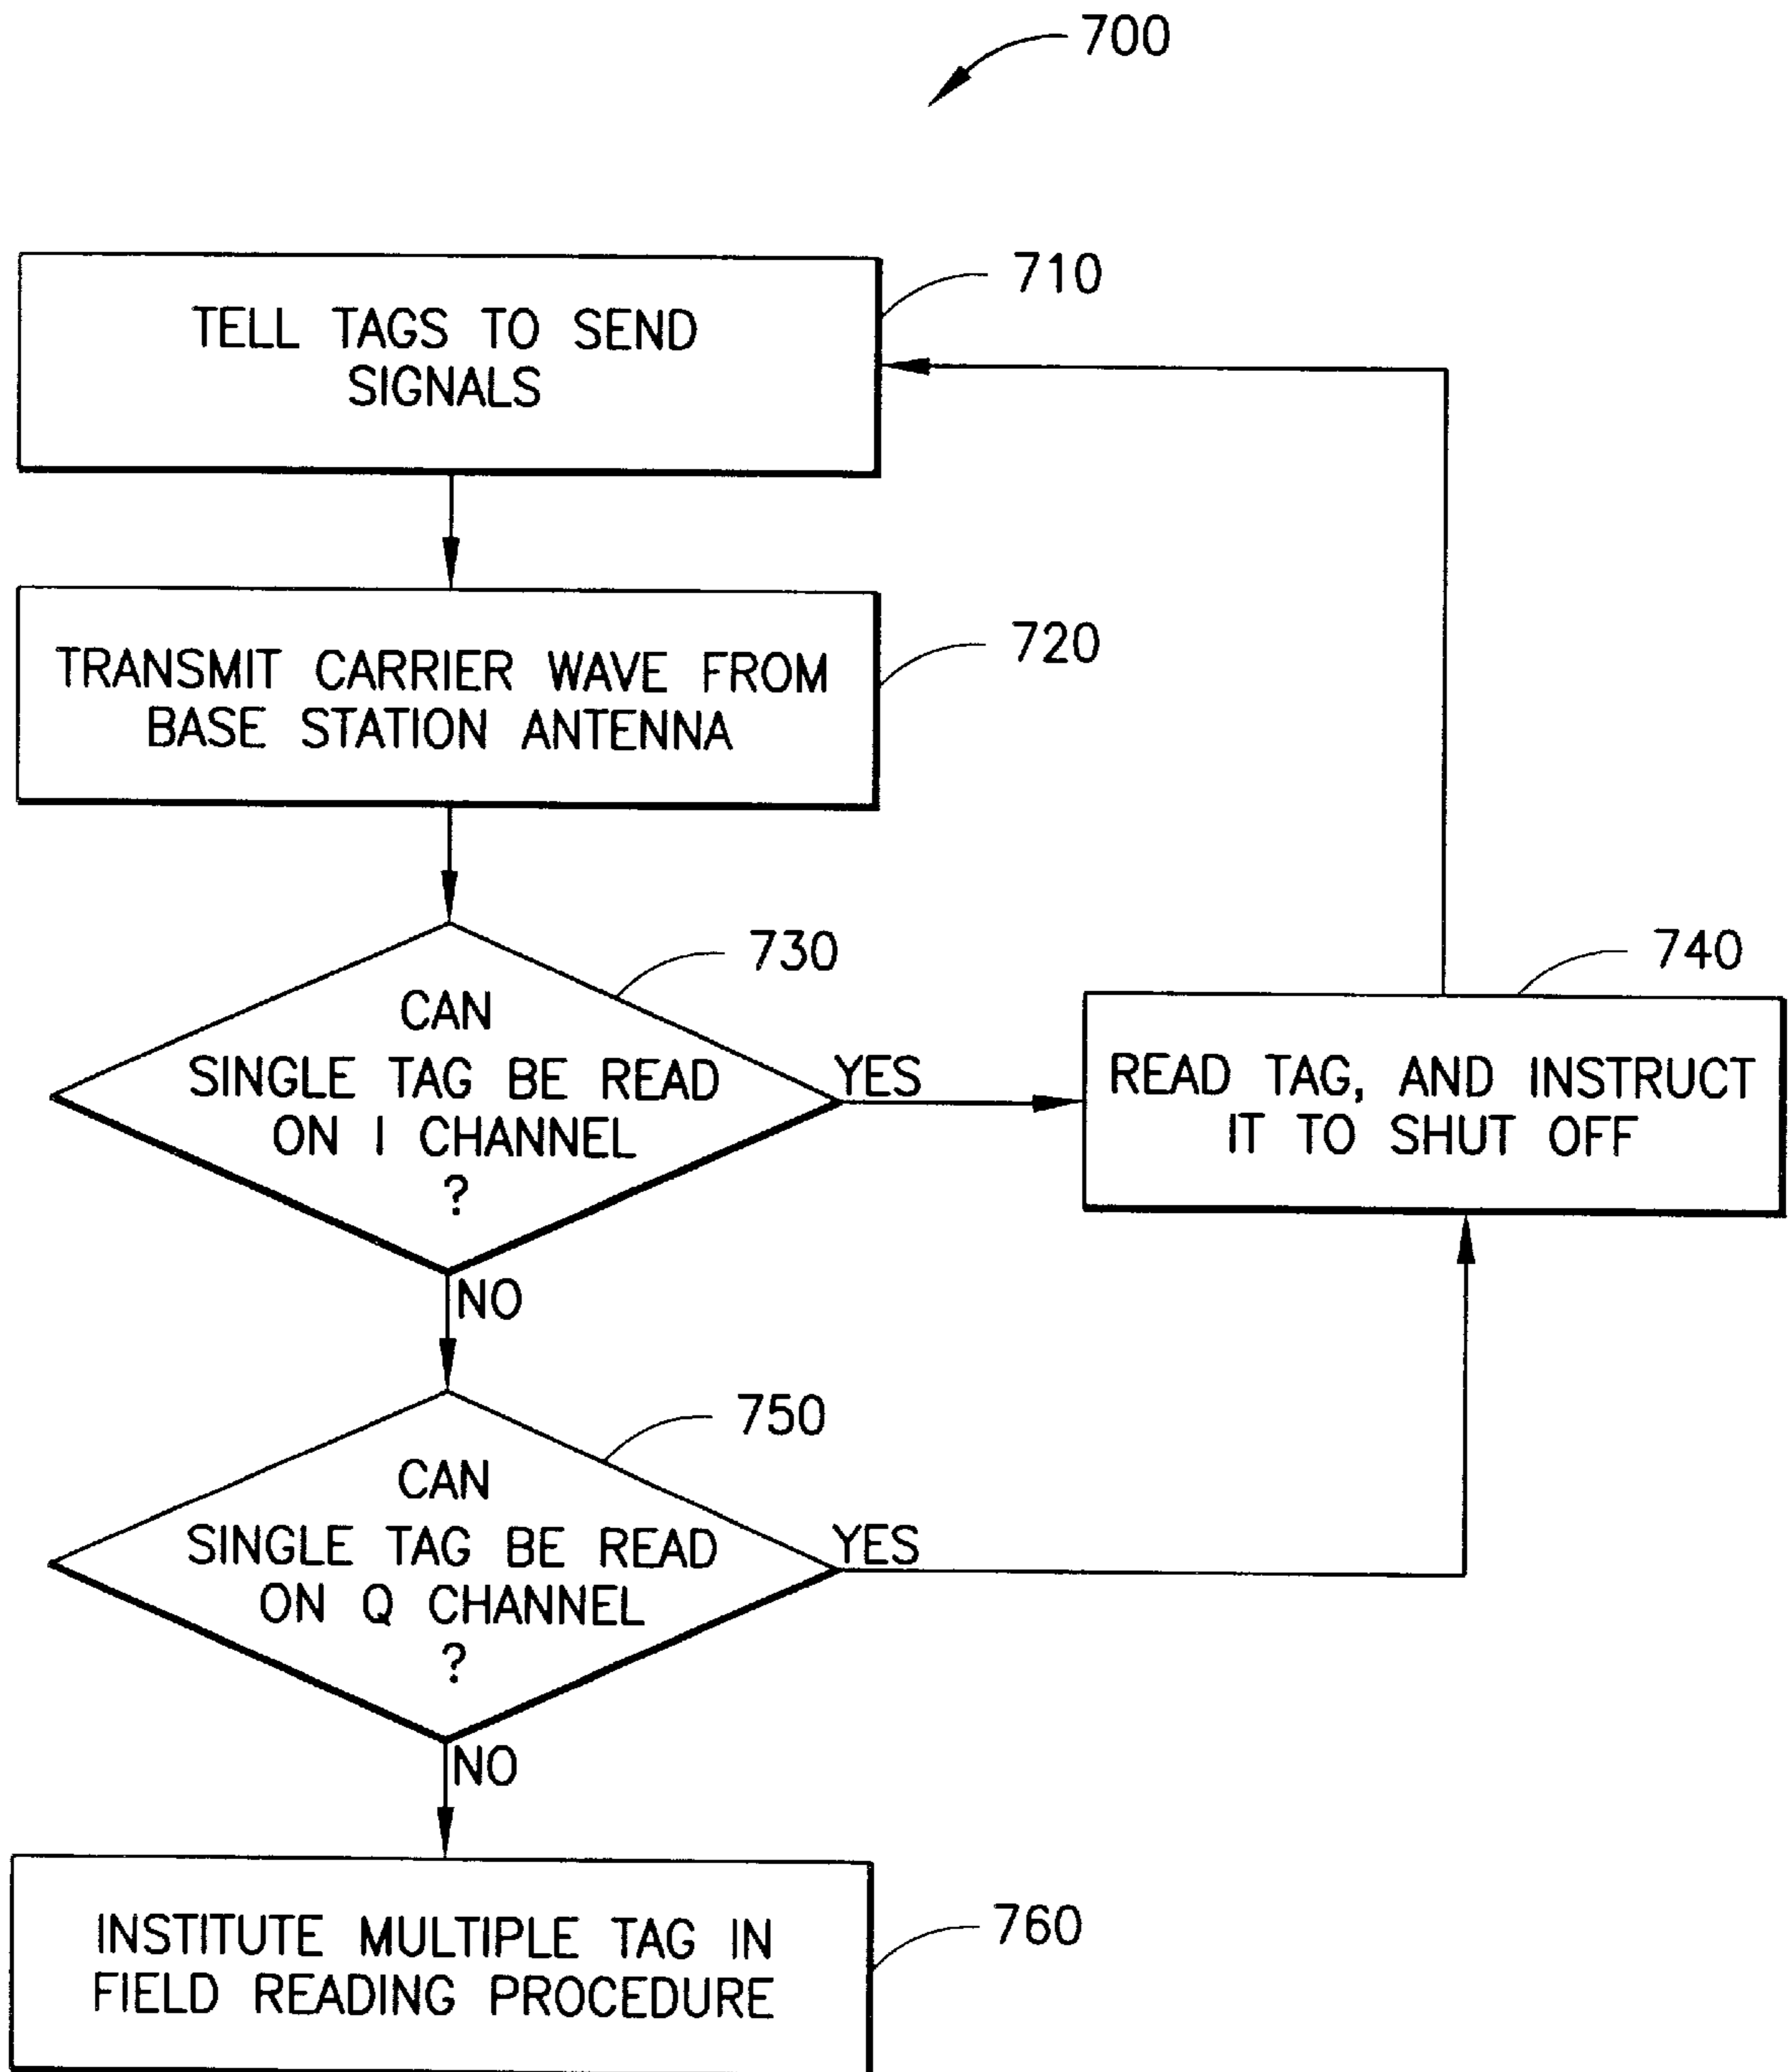 700
710
TELL TAGS TO SEND
SIGNALS
720
TRANSMIT CARRIER WAVE FROM
BASE STATION ANTENNA
730
CAN
SINGLE TAG BE READ
ON I CHANNEL
?
YES
740
READ TAG, AND INSTRUCT
IT TO SHUT OFF
NO
750
CAN
SINGLE TAG BE READ
ON Q CHANNEL
?
YES
NO
760
INSTITUTE MULTIPLE TAG IN
FIELD READING PROCEDURE